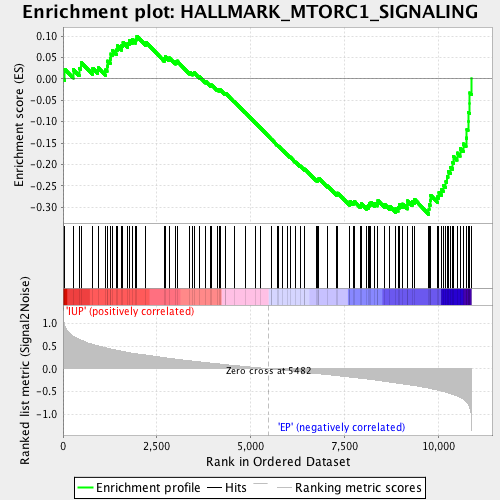 Enrichment plot: HALLMARK_MTORC1_SIGNALING
Enrichment score (ES)
0.10
0.05
0.00
-0.05
-0.10
-0.15
-0.20
-0.25
-0.30
'IUP' (positively correlated)
Ranked list metric (Signal2Noise)
1.0
0.5
0.0
-0.5
-1.0
Zero cross at 5482
'EP' (negatively correlated)
0
2,500
5,000
7,500
10,000
Rank in Ordered Dataset
Enrichment profile
Hits
Ranking metric scores